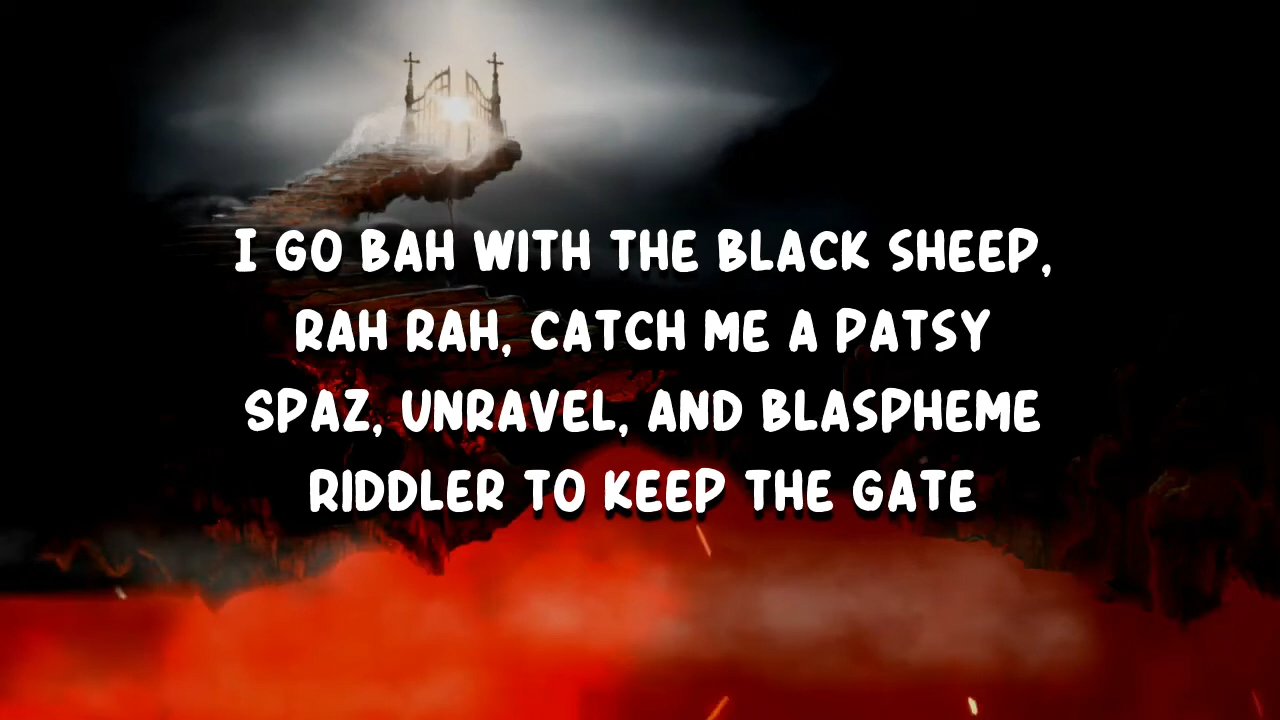 I GO BAH WITH THE BLACK SHEEP,
RAH RAH, CATCH ME A PATSY
SPAZ, UNRAVEL, AND BLASPHEME
RIDDLER TO KEEP THE GATE